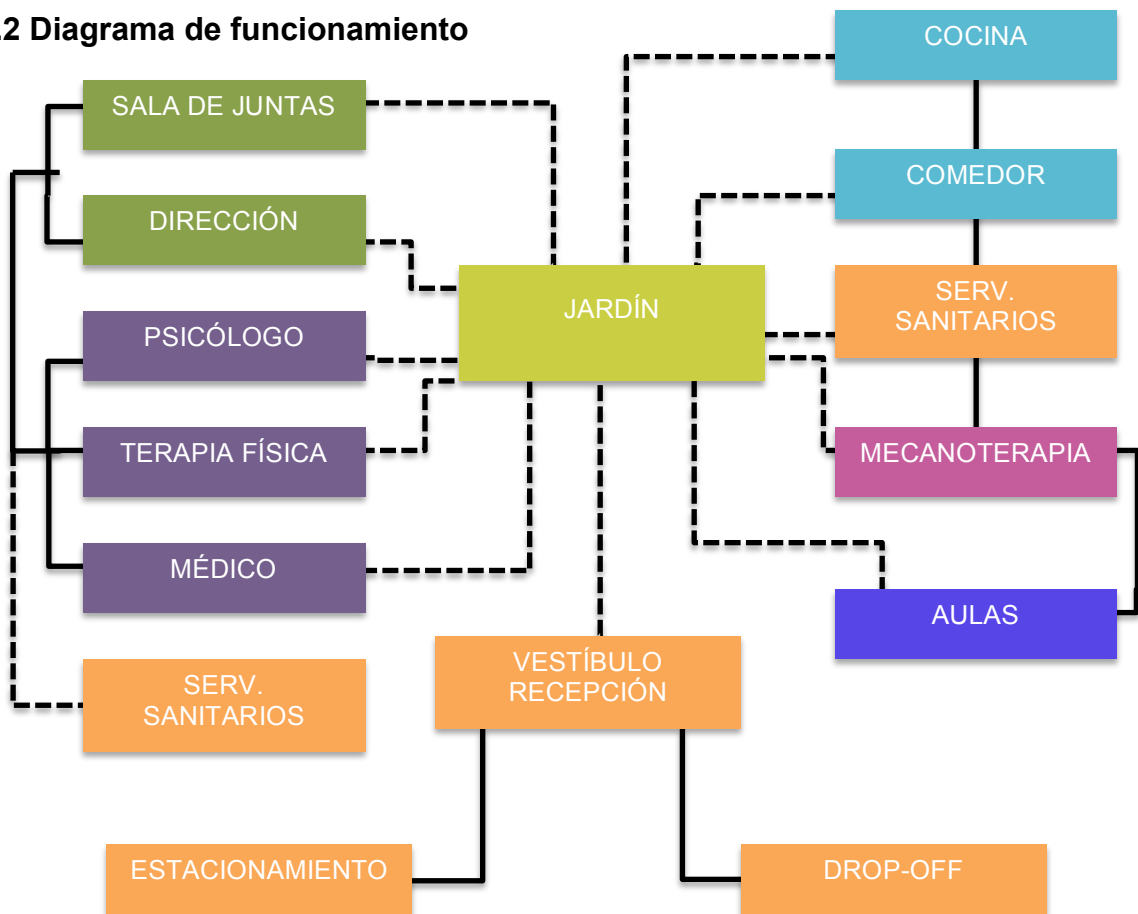 .2 Diagrama de funcionamiento
COCINA
SALA DE JUNTAS
COMEDOR
DIRECCIÓN
JARDÍN
SERV.
SANITARIOS
PSICÓLOGO
TERAPIA FÍSICA
MECANOTERAPIA
MÉDICO
AULAS
VESTÍBULO
RECEPCIÓN
SERV.
SANITARIOS
ESTACIONAMIENTO
DROP-OFF